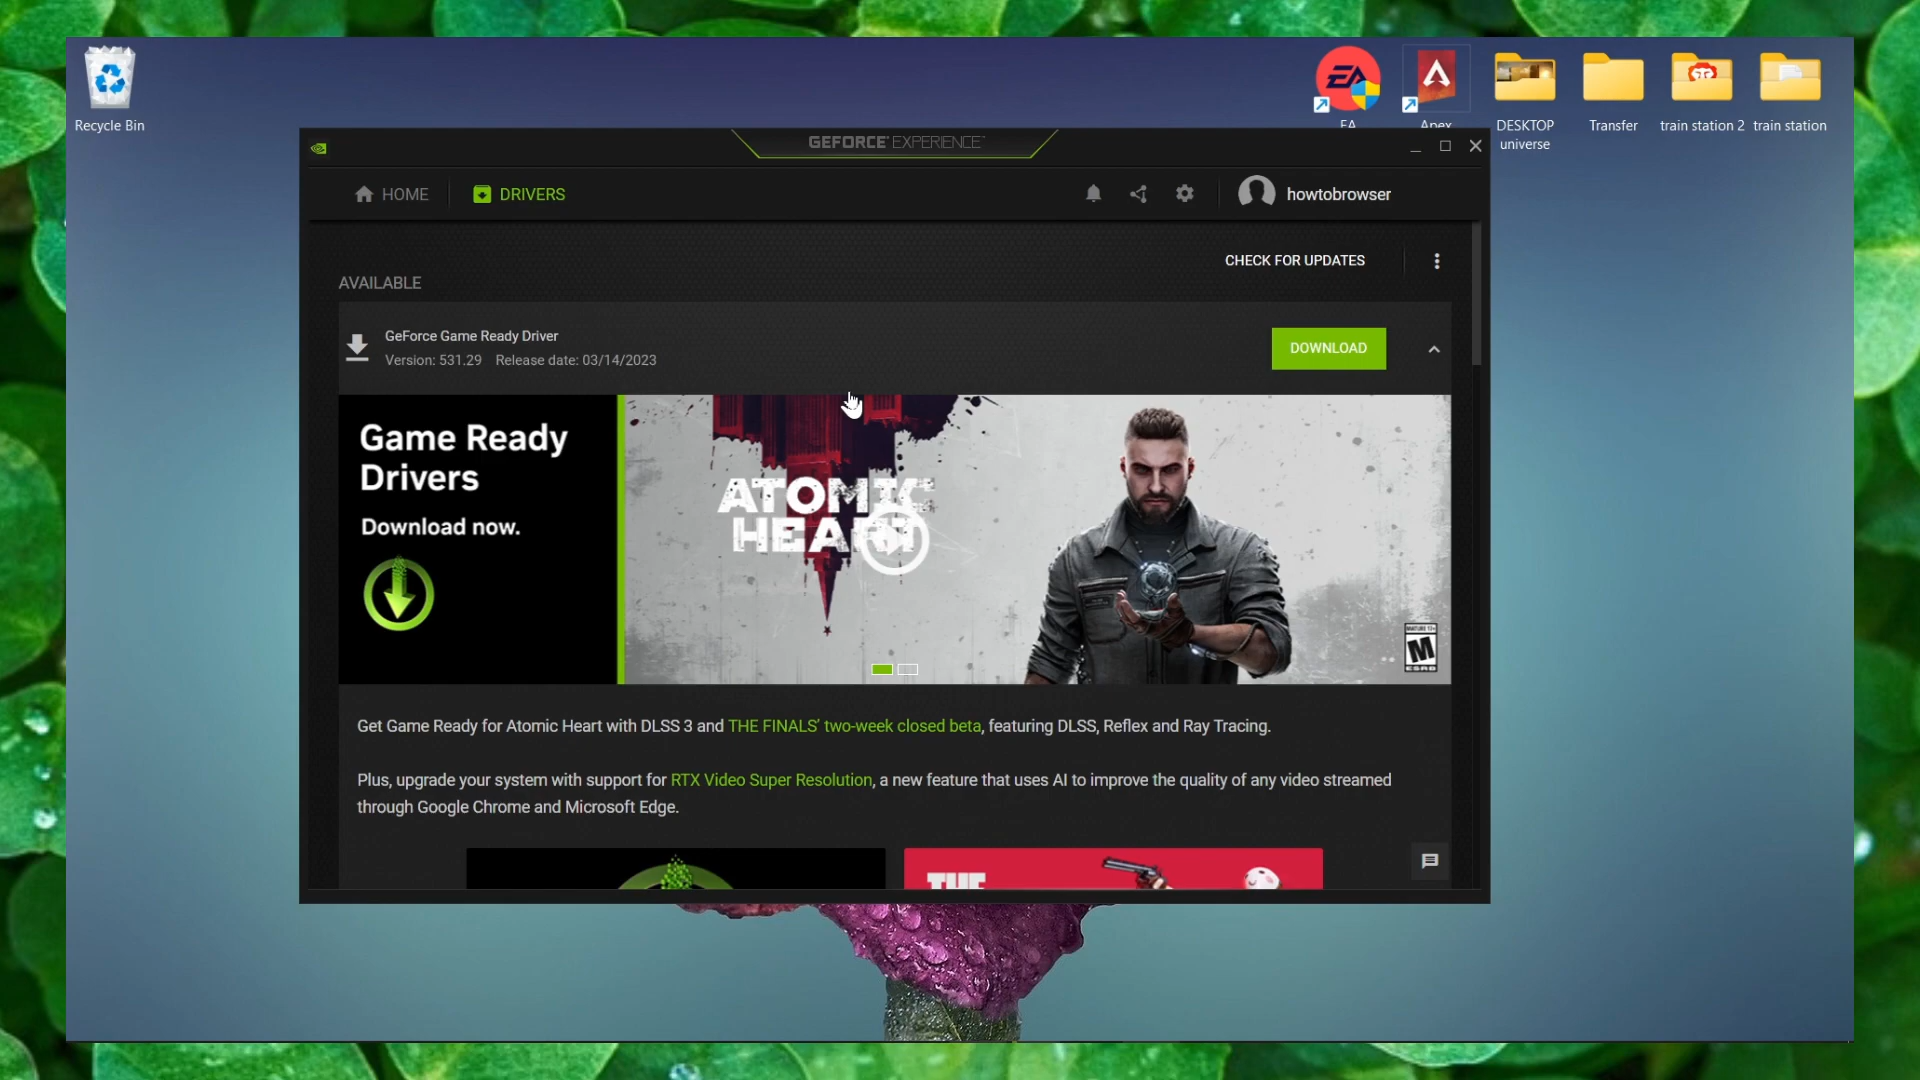 Recycle Bin
EA
Apex
DESKTOP
universe
Transfer
train station 2
train station
GEFORCE EXPERIENCE
HOME
DRIVERS
howtobrowser
CHECK FOR UPDATES
AVAILABLE
GeForce Game Ready Driver
Version: 531.29 Release date: 03/14/2023
DOWNLOAD
Game Ready
Drivers
Download now.
ATOMIC
HEART
MATURE 17+
M
ESRB
Get Game Ready for Atomic Heart with DLSS 3 and THE FINALS' two-week closed beta, featuring DLSS, Reflex and Ray Tracing.
Plus, upgrade your system with support for RTX Video Super Resolution, a new feature that uses AI to improve the quality of any video streamed
through Google Chrome and Microsoft Edge.
THE